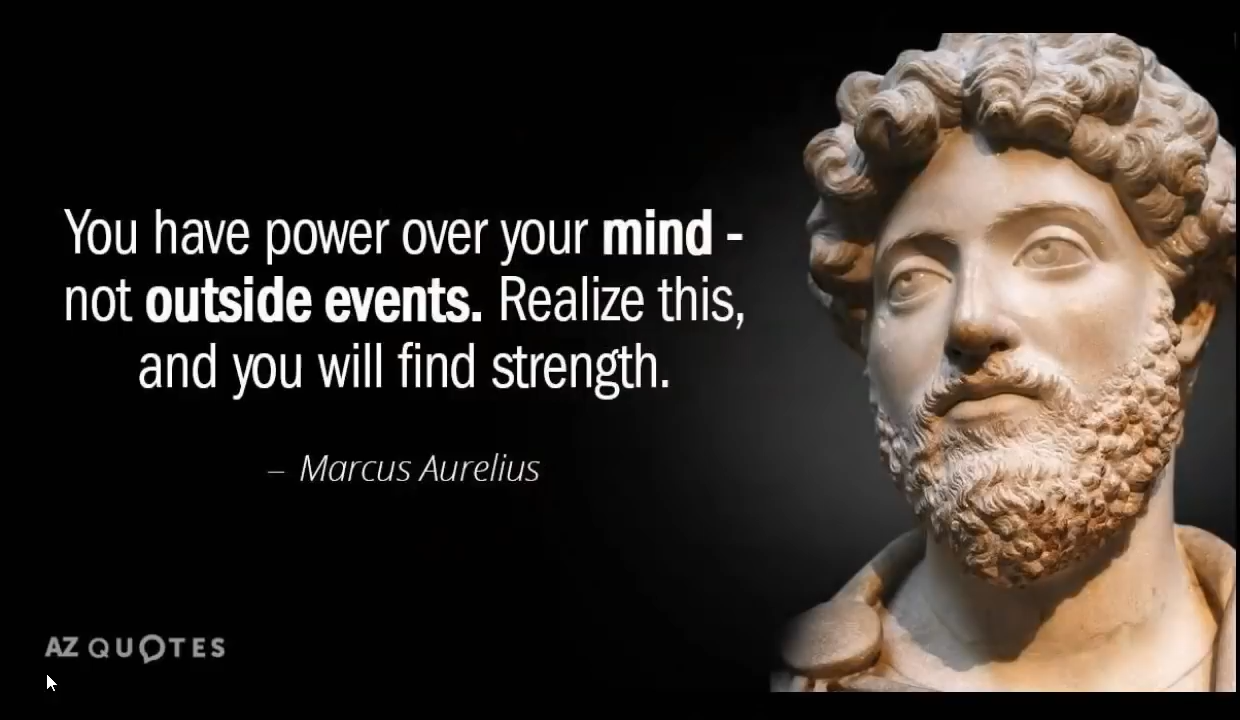 You have power over your mind -
not outside events. Realize this,
and you will find strength.
– Marcus Aurelius
AZ QUOTES